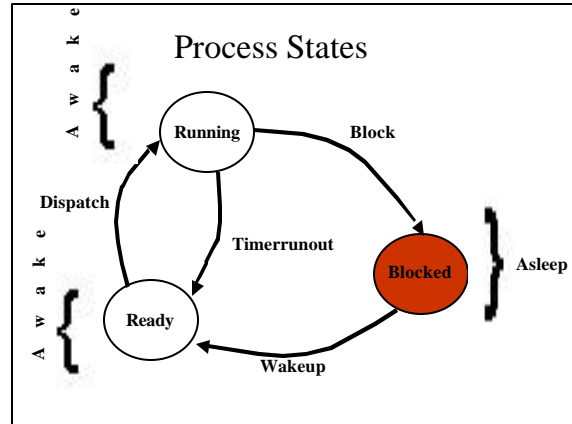 Process States
Awake
Running
Block
Dispatch
Timerrunout
Blocked
Asleep
Awake
Ready
Wakeup